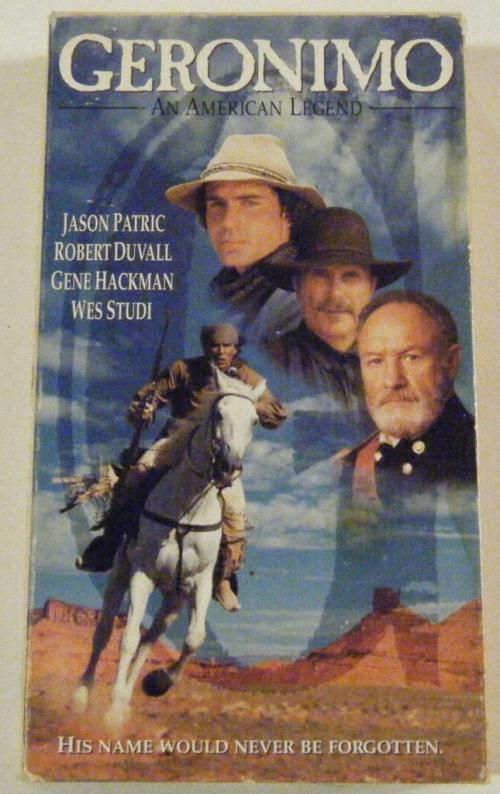 GERONIMO
AN AMERICAN LEGEND
JASON PATRIC
ROBERT DUVALL
GENE HACKMAN
WES STUDI
HIS NAME WOULD NEVER BE FORGOTTEN.